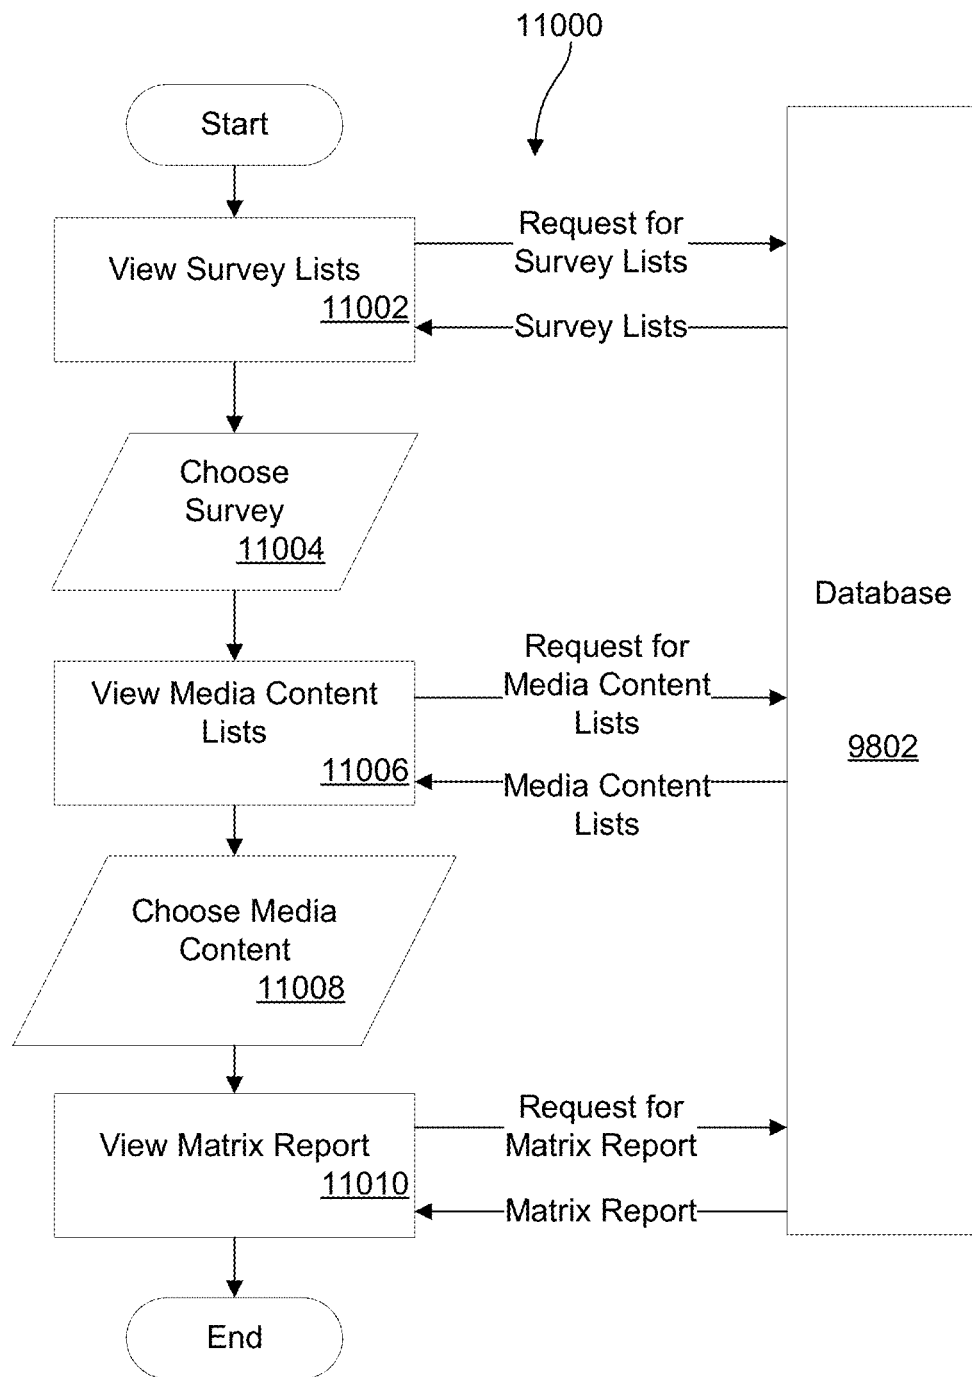 11000
Start
Request for
Survey Lists
View Survey Lists
11002
Survey Lists
Choose
Survey
11004
Database
9802
Request for
Media Content
Lists
View Media Content
Lists
11006
Media Content
Lists
Choose Media
Content
11008
Request for
Matrix Report
View Matrix Report
11010
Matrix Report
End